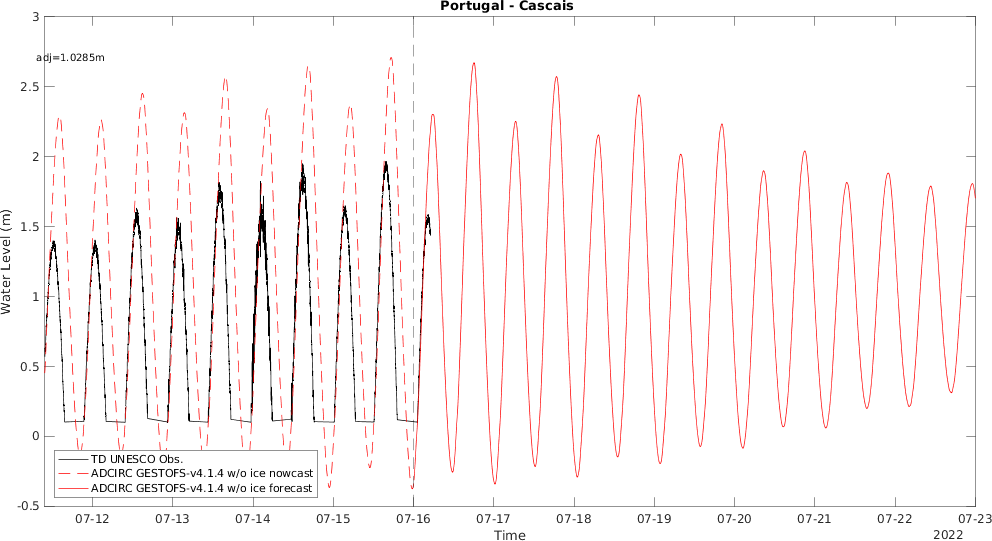 Portugal - Cascais
adj=1.0285m
Water Level (m)
3
2.5
2
1.5
1
0.5
0
-0.5
TD UNESCO Obs.
ADCIRC GESTOFS-v4.1.4 w/o ice nowcast
ADCIRC GESTOFS-v4.1.4 w/o ice forecast
07-12 07-13 07-14 07-15 07-16 07-17 07-18 07-19 07-20 07-21 07-22 07-23
Time
2022